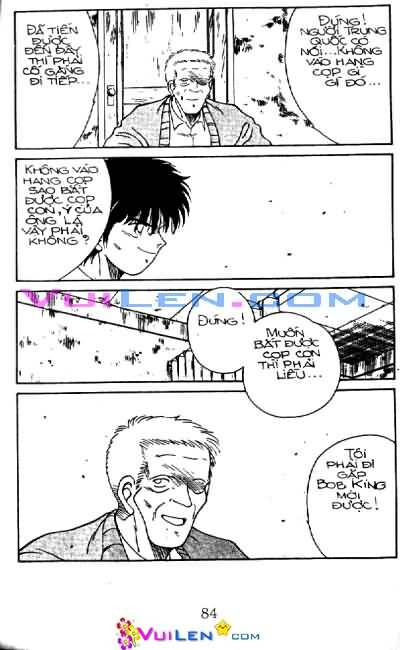 ĐÃ TIẾN
ĐƯỢC
ĐẾN ĐÂY
THÌ PHẢI
CỐ GẮNG
ĐI TIẾP...
ĐÚNG!
NGƯỜI TRUNG
QUỐC CÓ
NÓI...KHÔNG
VÀO HANG
CỌP GÌ
GÌ ĐÓ...
KHÔNG VÀO
HANG CỌP
SAO BẮT
ĐƯỢC CỌP
CON, Ý CỦA
ÔNG LÀ
VẬY PHẢI
KHÔNG?
VUILEN.COM
ĐÚNG!
MUỐN
BẮT ĐƯỢC
CỌP CON
THÌ PHẢI
LIỀU...
TÔI
PHẢI ĐI
GẶP
BOB KING
MỚI
ĐƯỢC!
84
VUILEN.COM